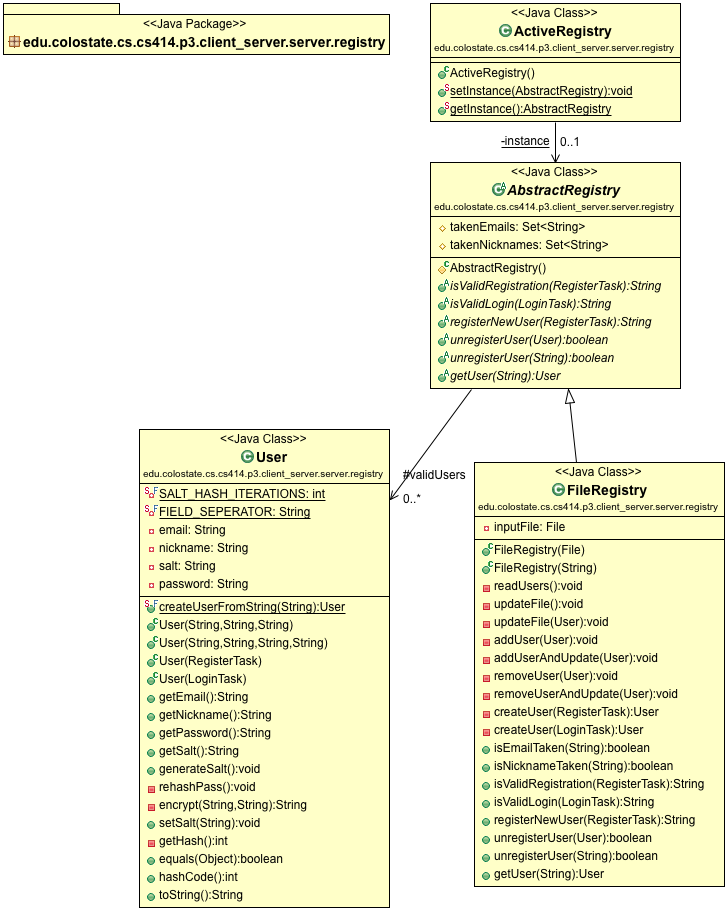 <<Java Package>>
edu.colostate.cs.cs414.p3.client_server.server.registry
<<Java Class>>
ActiveRegistry
edu.colostate.cs.cs414.p3.client_server.server.registry
ActiveRegistry()
setInstance(AbstractRegistry):void
getInstance():AbstractRegistry
-instance 0..1
<<Java Class>>
AbstractRegistry
edu.colostate.cs.cs414.p3.client_server.server.registry
takenEmails: Set<String>
takenNicknames: Set<String>
AbstractRegistry()
isValidRegistration(RegisterTask):String
isValidLogin(LoginTask):String
registerNewUser(RegisterTask):String
unregisterUser(User):boolean
unregisterUser(String):boolean
getUser(String):User
#validUsers
0..*
<<Java Class>>
User
edu.colostate.cs.cs414.p3.client_server.server.registry
SALT_HASH_ITERATIONS: int
FIELD_SEPERATOR: String
email: String
nickname: String
salt: String
password: String
createUserFromString(String):User
User(String,String,String)
User(String,String,String,String)
User(RegisterTask)
User(LoginTask)
getEmail():String
getNickname():String
getPassword():String
getSalt():String
generateSalt():void
rehashPass():void
encrypt(String,String):String
setSalt(String):void
getHash():int
equals(Object):boolean
hashCode():int
toString():String
<<Java Class>>
FileRegistry
edu.colostate.cs.cs414.p3.client_server.server.registry
inputFile: File
FileRegistry(File)
FileRegistry(String)
readUsers():void
updateFile():void
updateFile(User):void
addUser(User):void
addUserAndUpdate(User):void
removeUser(User):void
removeUserAndUpdate(User):void
createUser(RegisterTask):User
createUser(LoginTask):User
isEmailTaken(String):boolean
isNicknameTaken(String):boolean
isValidRegistration(RegisterTask):String
isValidLogin(LoginTask):String
registerNewUser(RegisterTask):String
unregisterUser(User):boolean
unregisterUser(String):boolean
getUser(String):User